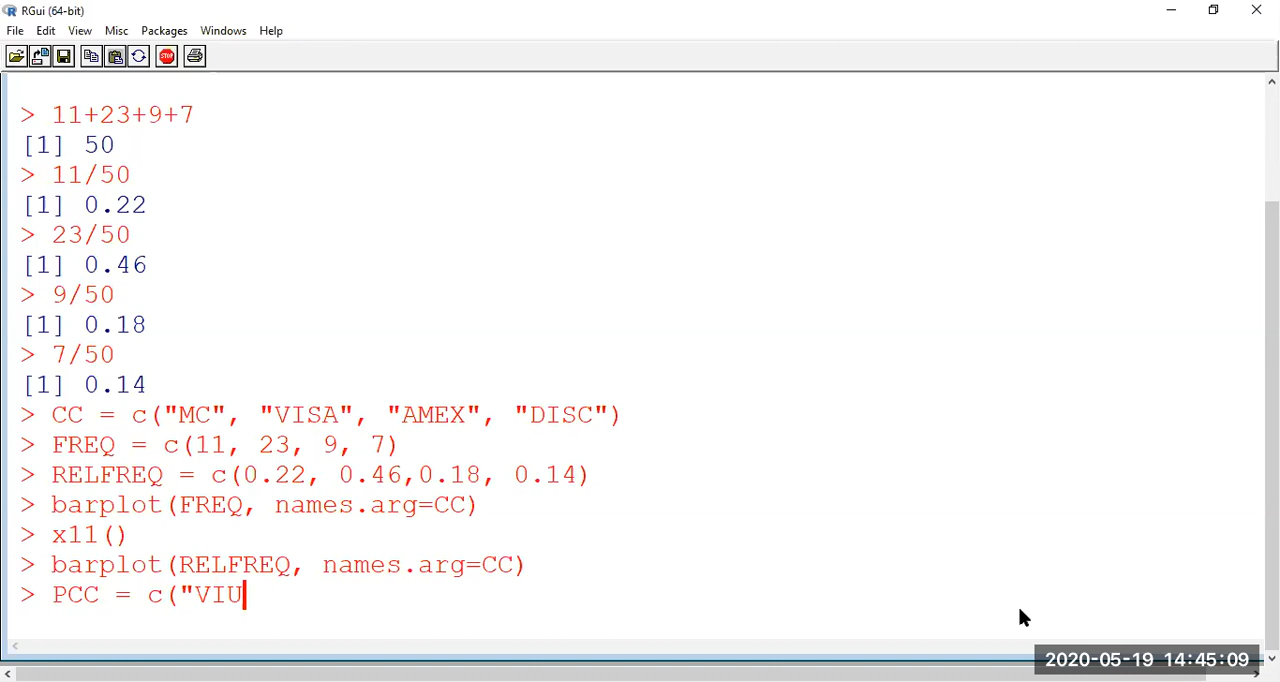 RGui (64-bit)
File Edit View Misc Packages Windows Help
STOP
> 11+23+9+7
[1] 50
> 11/50
[1] 0.22
> 23/50
[1] 0.46
> 9/50
[1] 0.18
> 7/50
[1] 0.14
> CC = c("MC", "VISA", "AMEX", "DISC")
> FREQ = c(11, 23, 9, 7)
> RELFREQ = c(0.22, 0.46,0.18, 0.14)
> barplot(FREQ, names.arg=CC)
> x11()
> barplot(RELFREQ, names.arg=CC)
> PCC = c("VIU
2020-05-19 14:45:09